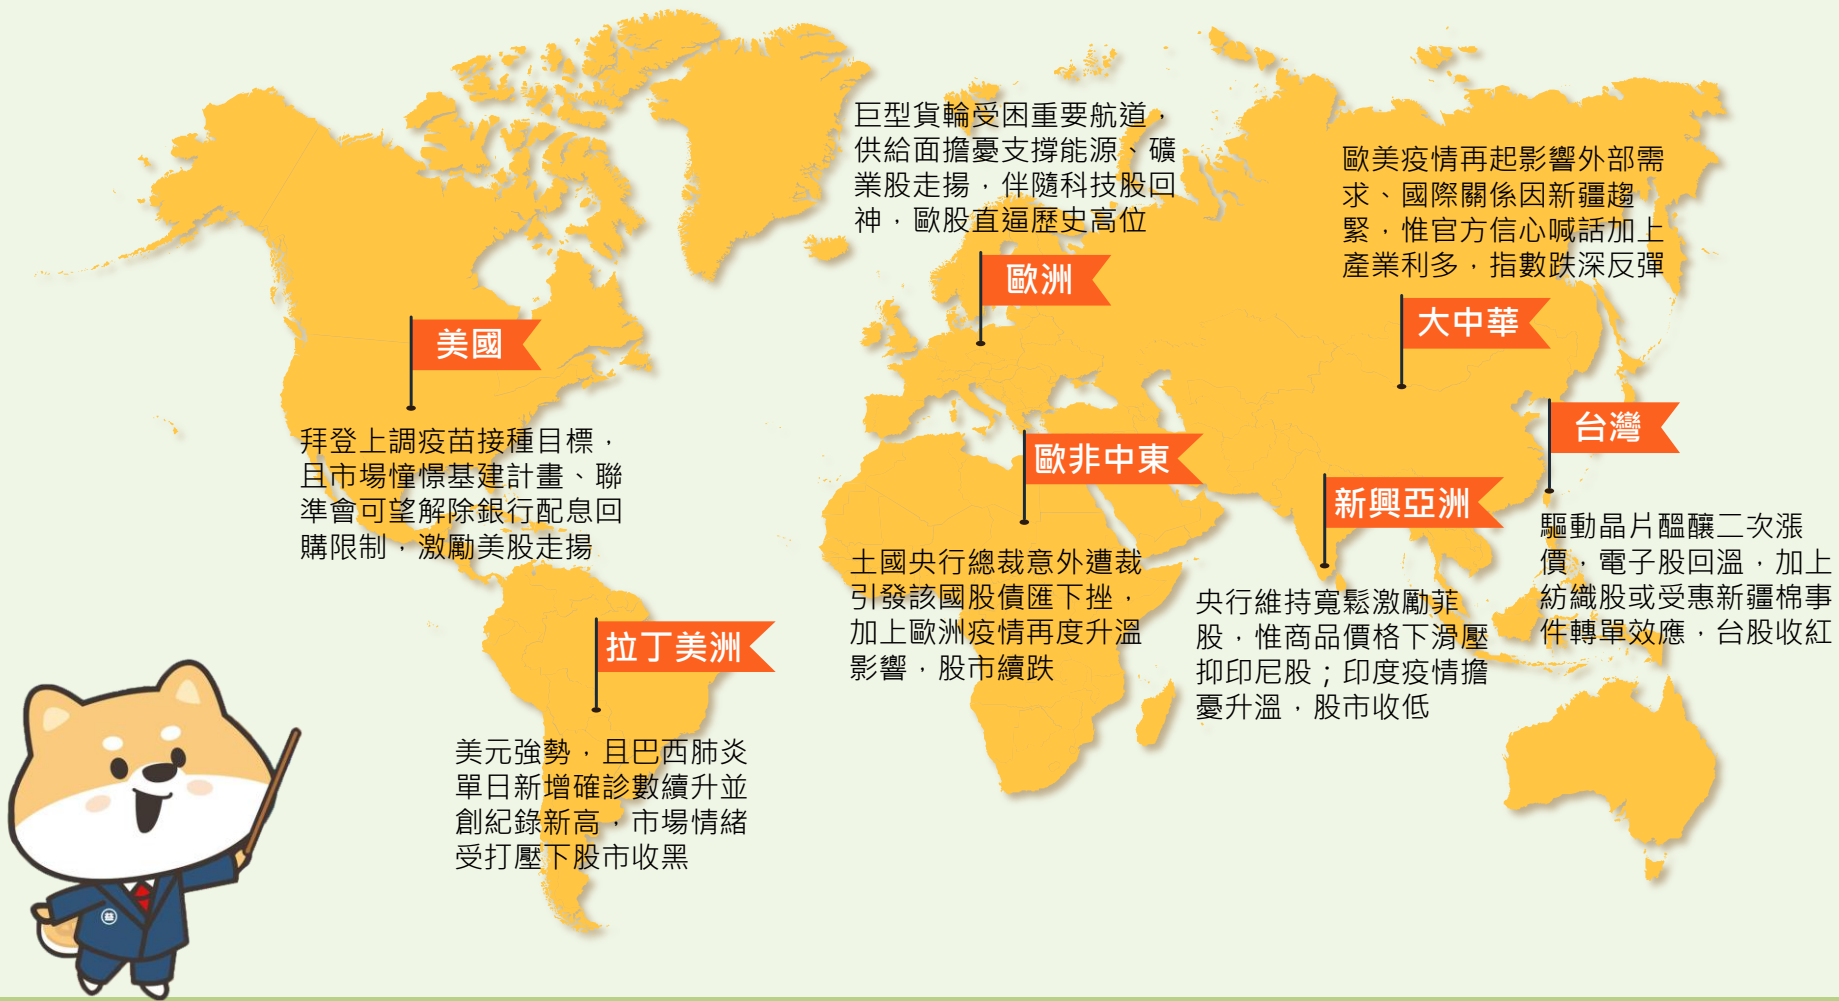 美國
拜登上調疫苗接種目標，
且市場憧憬基建計畫、聯
準會可望解除銀行配息回
購限制，激勵美股走揚
拉丁美洲
美元強勢，且巴西肺炎
單日新增確診數續升並
創紀錄新高，市場情緒
受打壓下股市收黑
巨型貨輪受困重要航道，
供給面擔憂支撐能源、礦
業股走揚，伴隨科技股回
神，歐股直逼歷史高位
歐洲
歐非中東
土國央行總裁意外遭裁
引發該國股債匯下挫，
加上歐洲疫情再度升溫
影響，股市續跌
歐美疫情再起影響外部需
求、國際關係因新疆趨
緊，惟官方信心喊話加上
產業利多，指數跌深反彈
大中華
新興亞洲
央行維持寬鬆激勵菲
股，惟商品價格下滑壓
抑印尼股；印度疫情擔
憂升溫，股市收低
台灣
驅動晶片醞釀二次漲
價，電子股回溫，加上
紡織股或受惠新疆棉事
件轉單效應，台股收紅